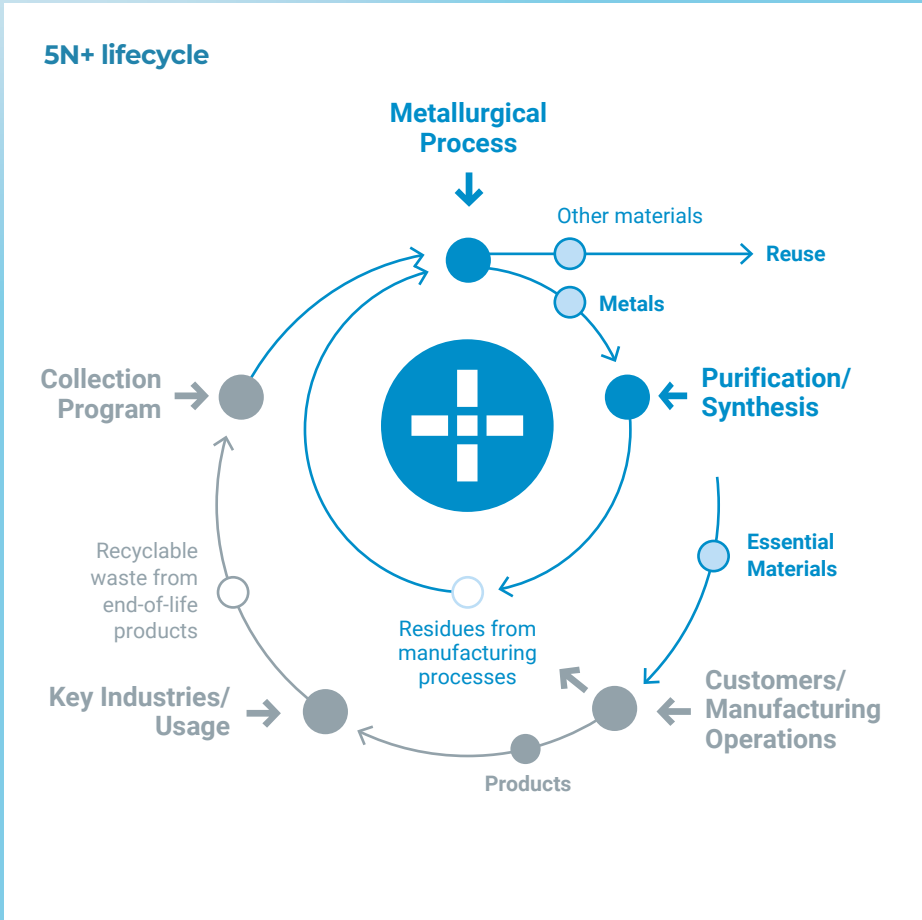 5N+ lifecycle
Metallurgical
Process
Other materials
Reuse
Metals
Collection
Program
Purification/
Synthesis
Essential
Materials
Recyclable
waste from
end-of-life
products
Residues from
manufacturing
processes
Key Industries/
Usage
Customers/
Manufacturing
Operations
Products